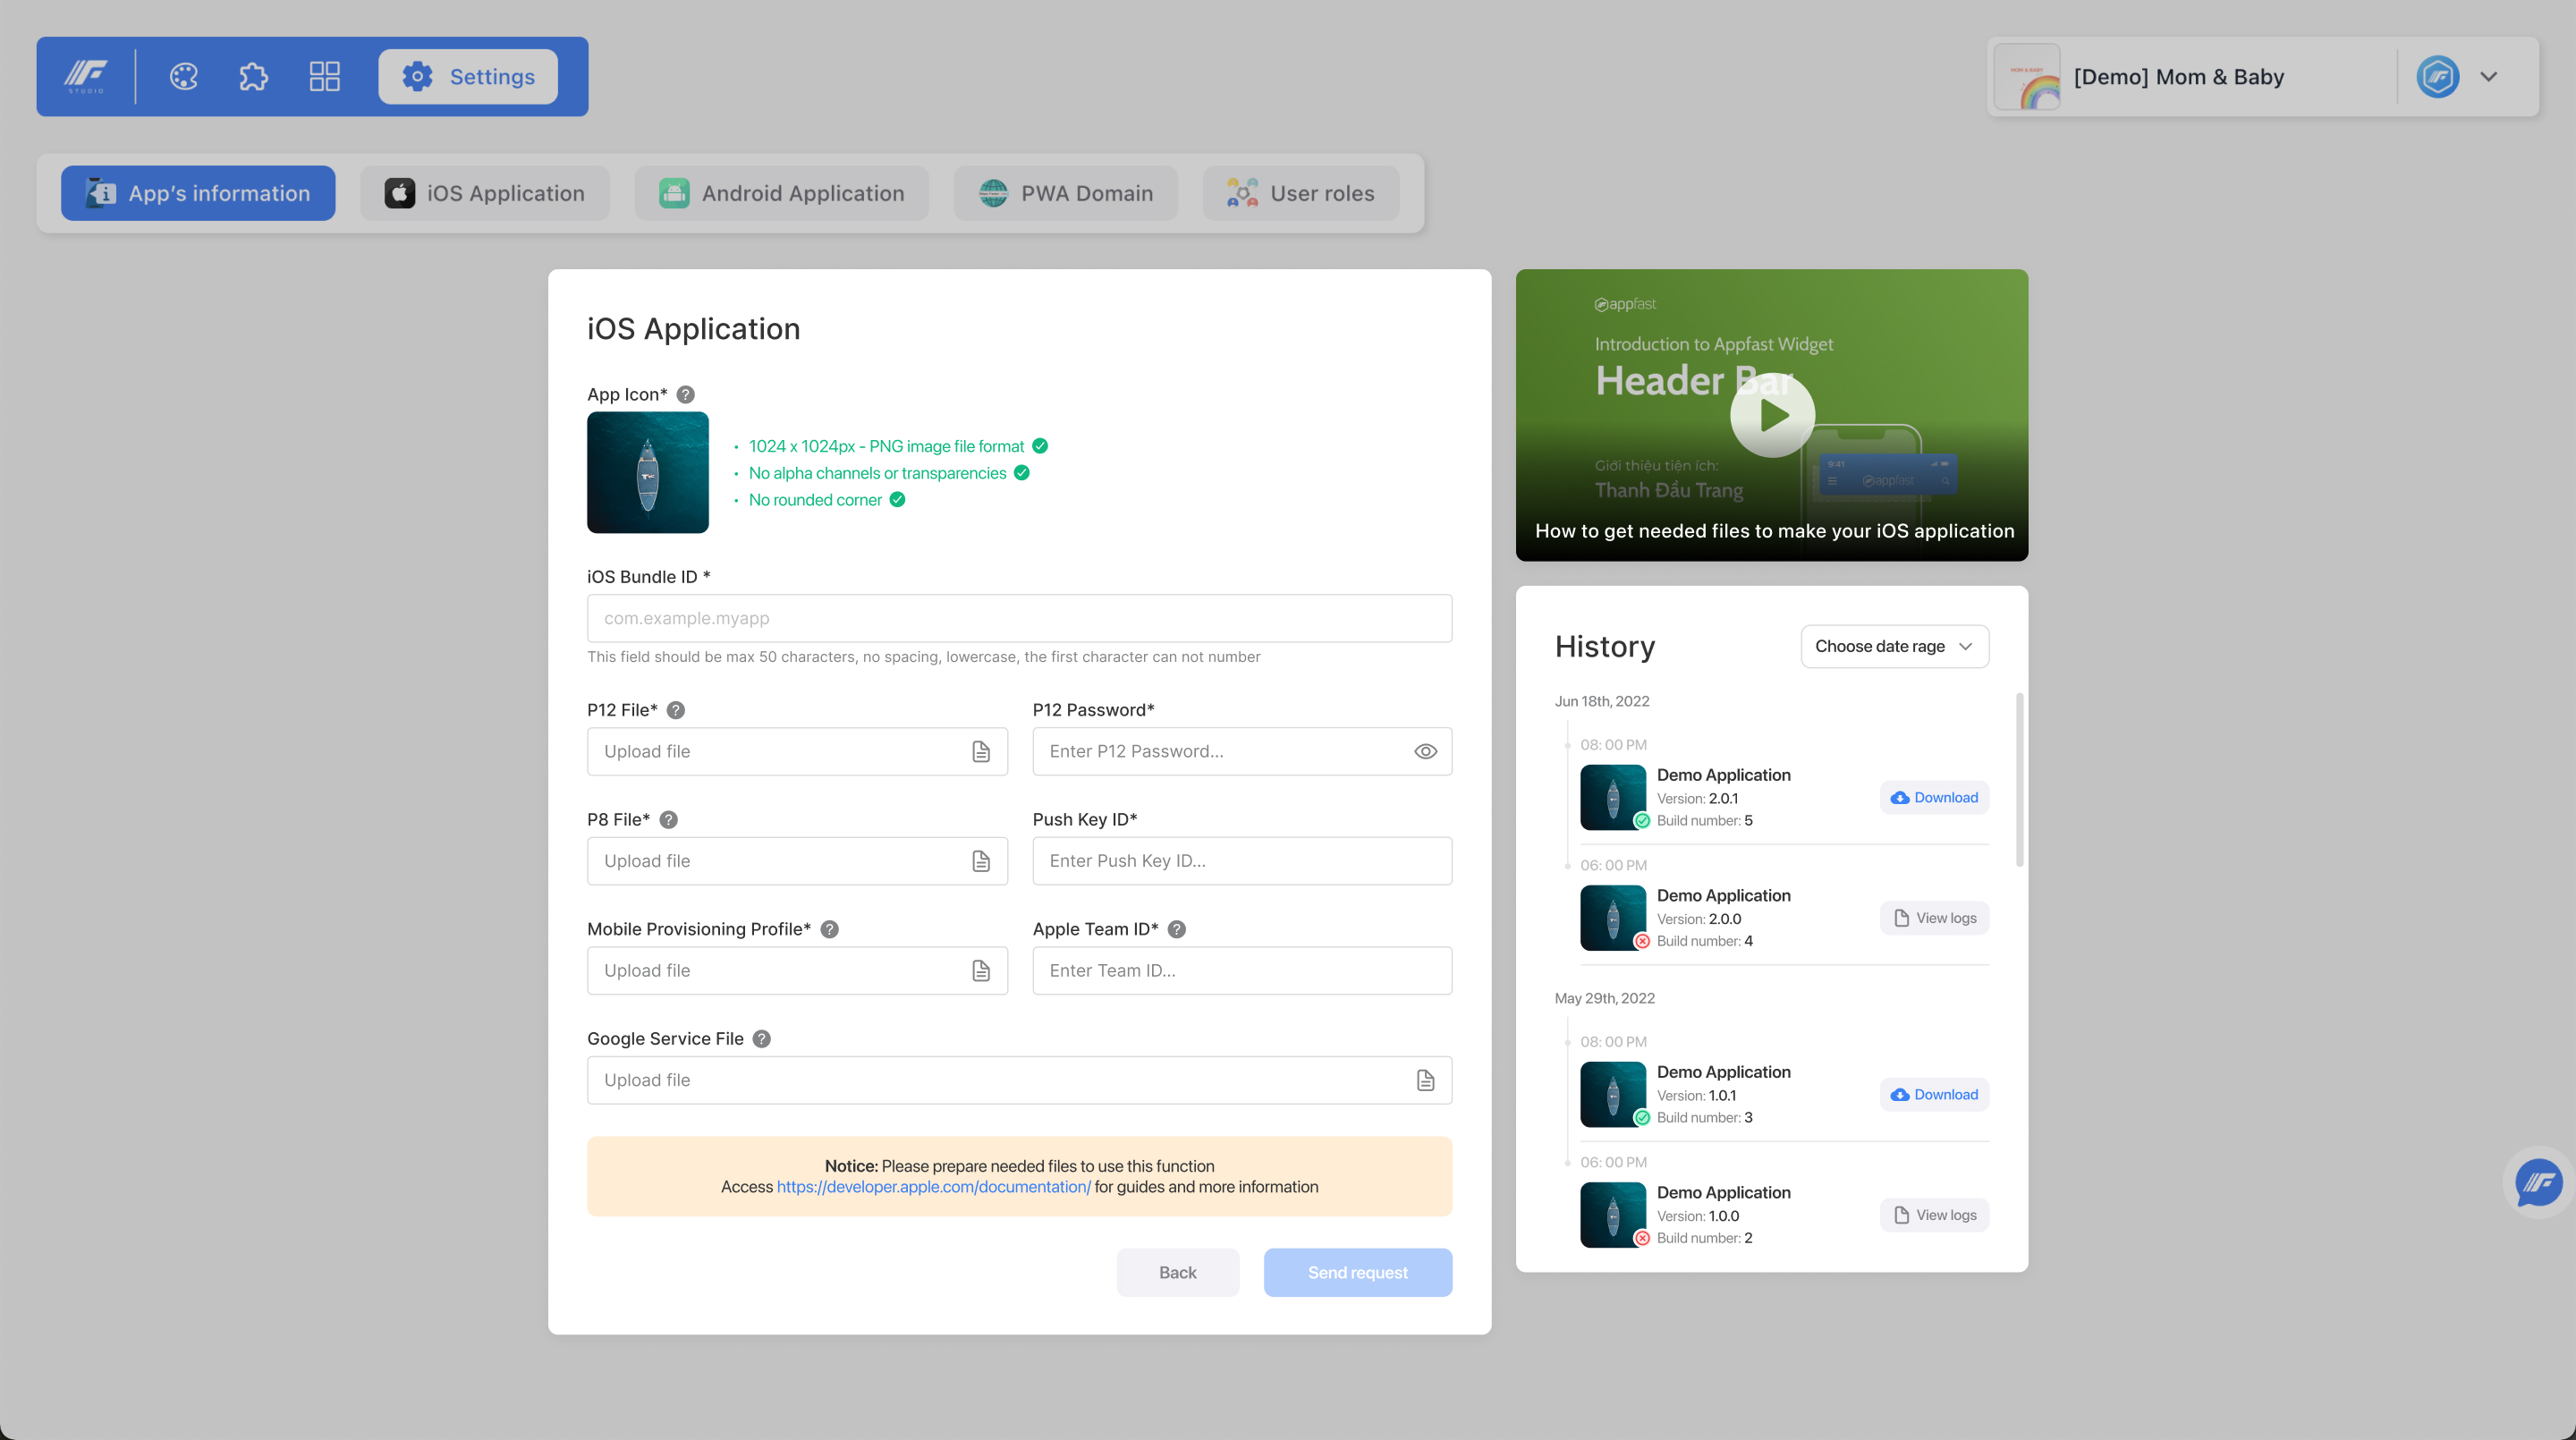 STUDIO
Settings
[Demo] Mom & Baby
MOM & BABY
App's information
iOS Application
Android Application
PWA Domain
User roles
iOS Application
App Icon*
• 1024 x 1024px - PNG image file format
• No alpha channels or transparencies
• No rounded corner
iOS Bundle ID *
com.example.myapp
This field should be max 50 characters, no spacing, lowercase, the first character can not number
P12 File*
P12 Password*
Upload file
Enter P12 Password...
P8 File*
Push Key ID*
Upload file
Enter Push Key ID...
Mobile Provisioning Profile*
Apple Team ID*
Upload file
Enter Team ID...
Google Service File
Upload file
Notice: Please prepare needed files to use this function
Access https://developer.apple.com/documentation/ for guides and more information
Back
Send request
appfast
Introduction to Appfast Widget
Header Bar
Giới thiệu tiện ích:
Thanh Đầu Trang
9:41
appfast
How to get needed files to make your iOS application
History
Choose date rage
Jun 18th, 2022
08: 00 PM
Demo Application
Version: 2.0.1
Build number: 5
Download
06: 00 PM
Demo Application
Version: 2.0.0
Build number: 4
View logs
May 29th, 2022
08: 00 PM
Demo Application
Version: 1.0.1
Build number: 3
Download
06: 00 PM
Demo Application
Version: 1.0.0
Build number: 2
View logs